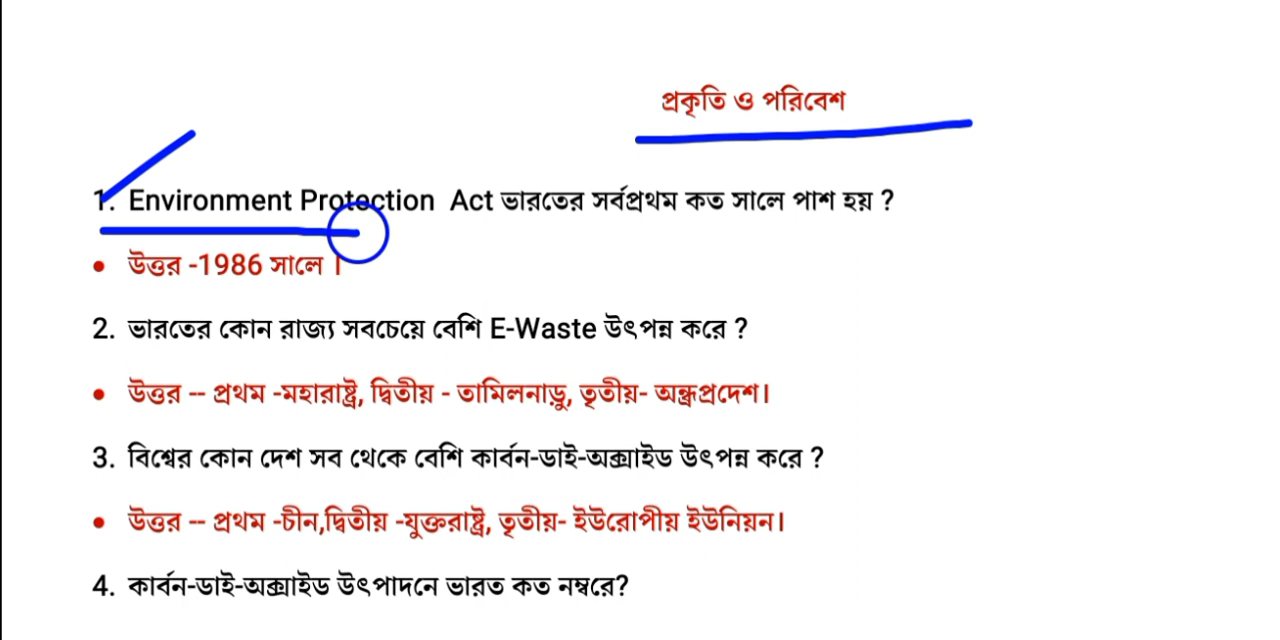 প্রকৃতি ও পরিবেশ
1. Environment Protection Act ভারতের সর্বপ্রথম কত সালে পাশ হয় ?
• উত্তর -1986 সালে ।
2. ভারতের কোন রাজ্য সবচেয়ে বেশি E-Waste উৎপন্ন করে ?
• উত্তর -- প্রথম -মহারাষ্ট্র, দ্বিতীয় - তামিলনাড়ু, তৃতীয়- অন্ধ্রপ্রদেশ।
3. বিশ্বের কোন দেশ সব থেকে বেশি কার্বন-ডাই-অক্সাইড উৎপন্ন করে ?
• উত্তর -- প্রথম -চীন,দ্বিতীয় -যুক্তরাষ্ট্র, তৃতীয়- ইউরোপীয় ইউনিয়ন।
4. কার্বন-ডাই-অক্সাইড উৎপাদনে ভারত কত নম্বরে?